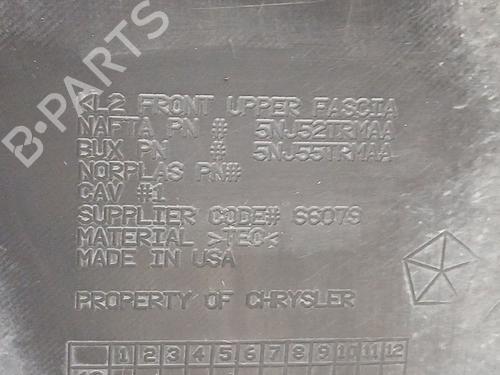 B-PARTS
KL2 FRONT UPPER FASCIA
NAFTA PN # 5NJ52TRMAA
BUX PN # 5NJ55TRMAA
NORPLAS PN#
CAV #1
SUPPLIER CODE# S6079
MATERIAL >TEO<
MADE IN USA
PROPERTY OF CHRYSLER
1 2 3 4 5 6 7 8 9 10 11 12